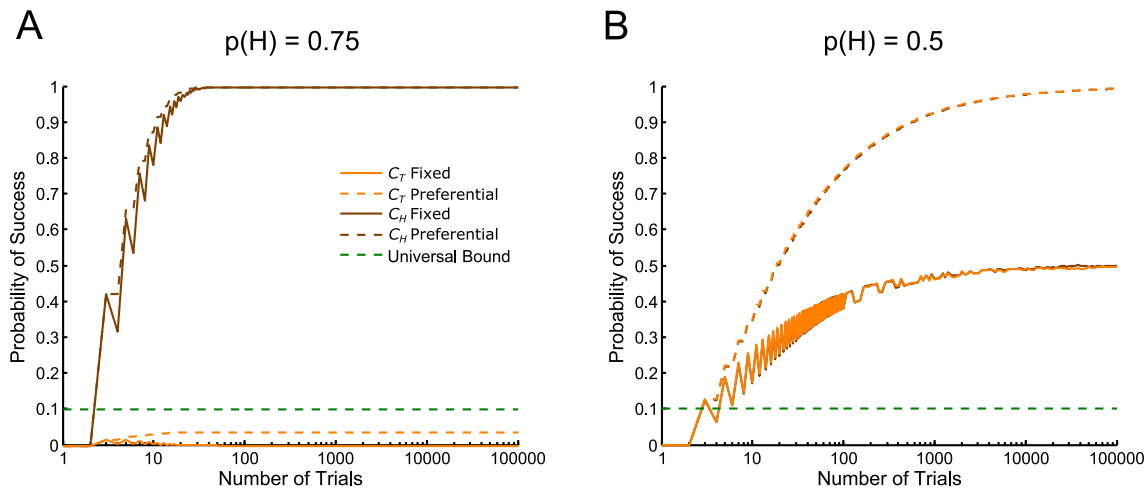 A
p(H) = 0.75
Probability of Success
1
0.9
0.8
0.7
0.6
0.5
0.4
0.3
0.2
0.1
0
1
10
100
1000
10000
100000
Number of Trials
C_T Fixed
C_T Preferential
C_H Fixed
C_H Preferential
Universal Bound
B
p(H) = 0.5
Probability of Success
1
0.9
0.8
0.7
0.6
0.5
0.4
0.3
0.2
0.1
0
1
10
100
1000
10000
100000
Number of Trials